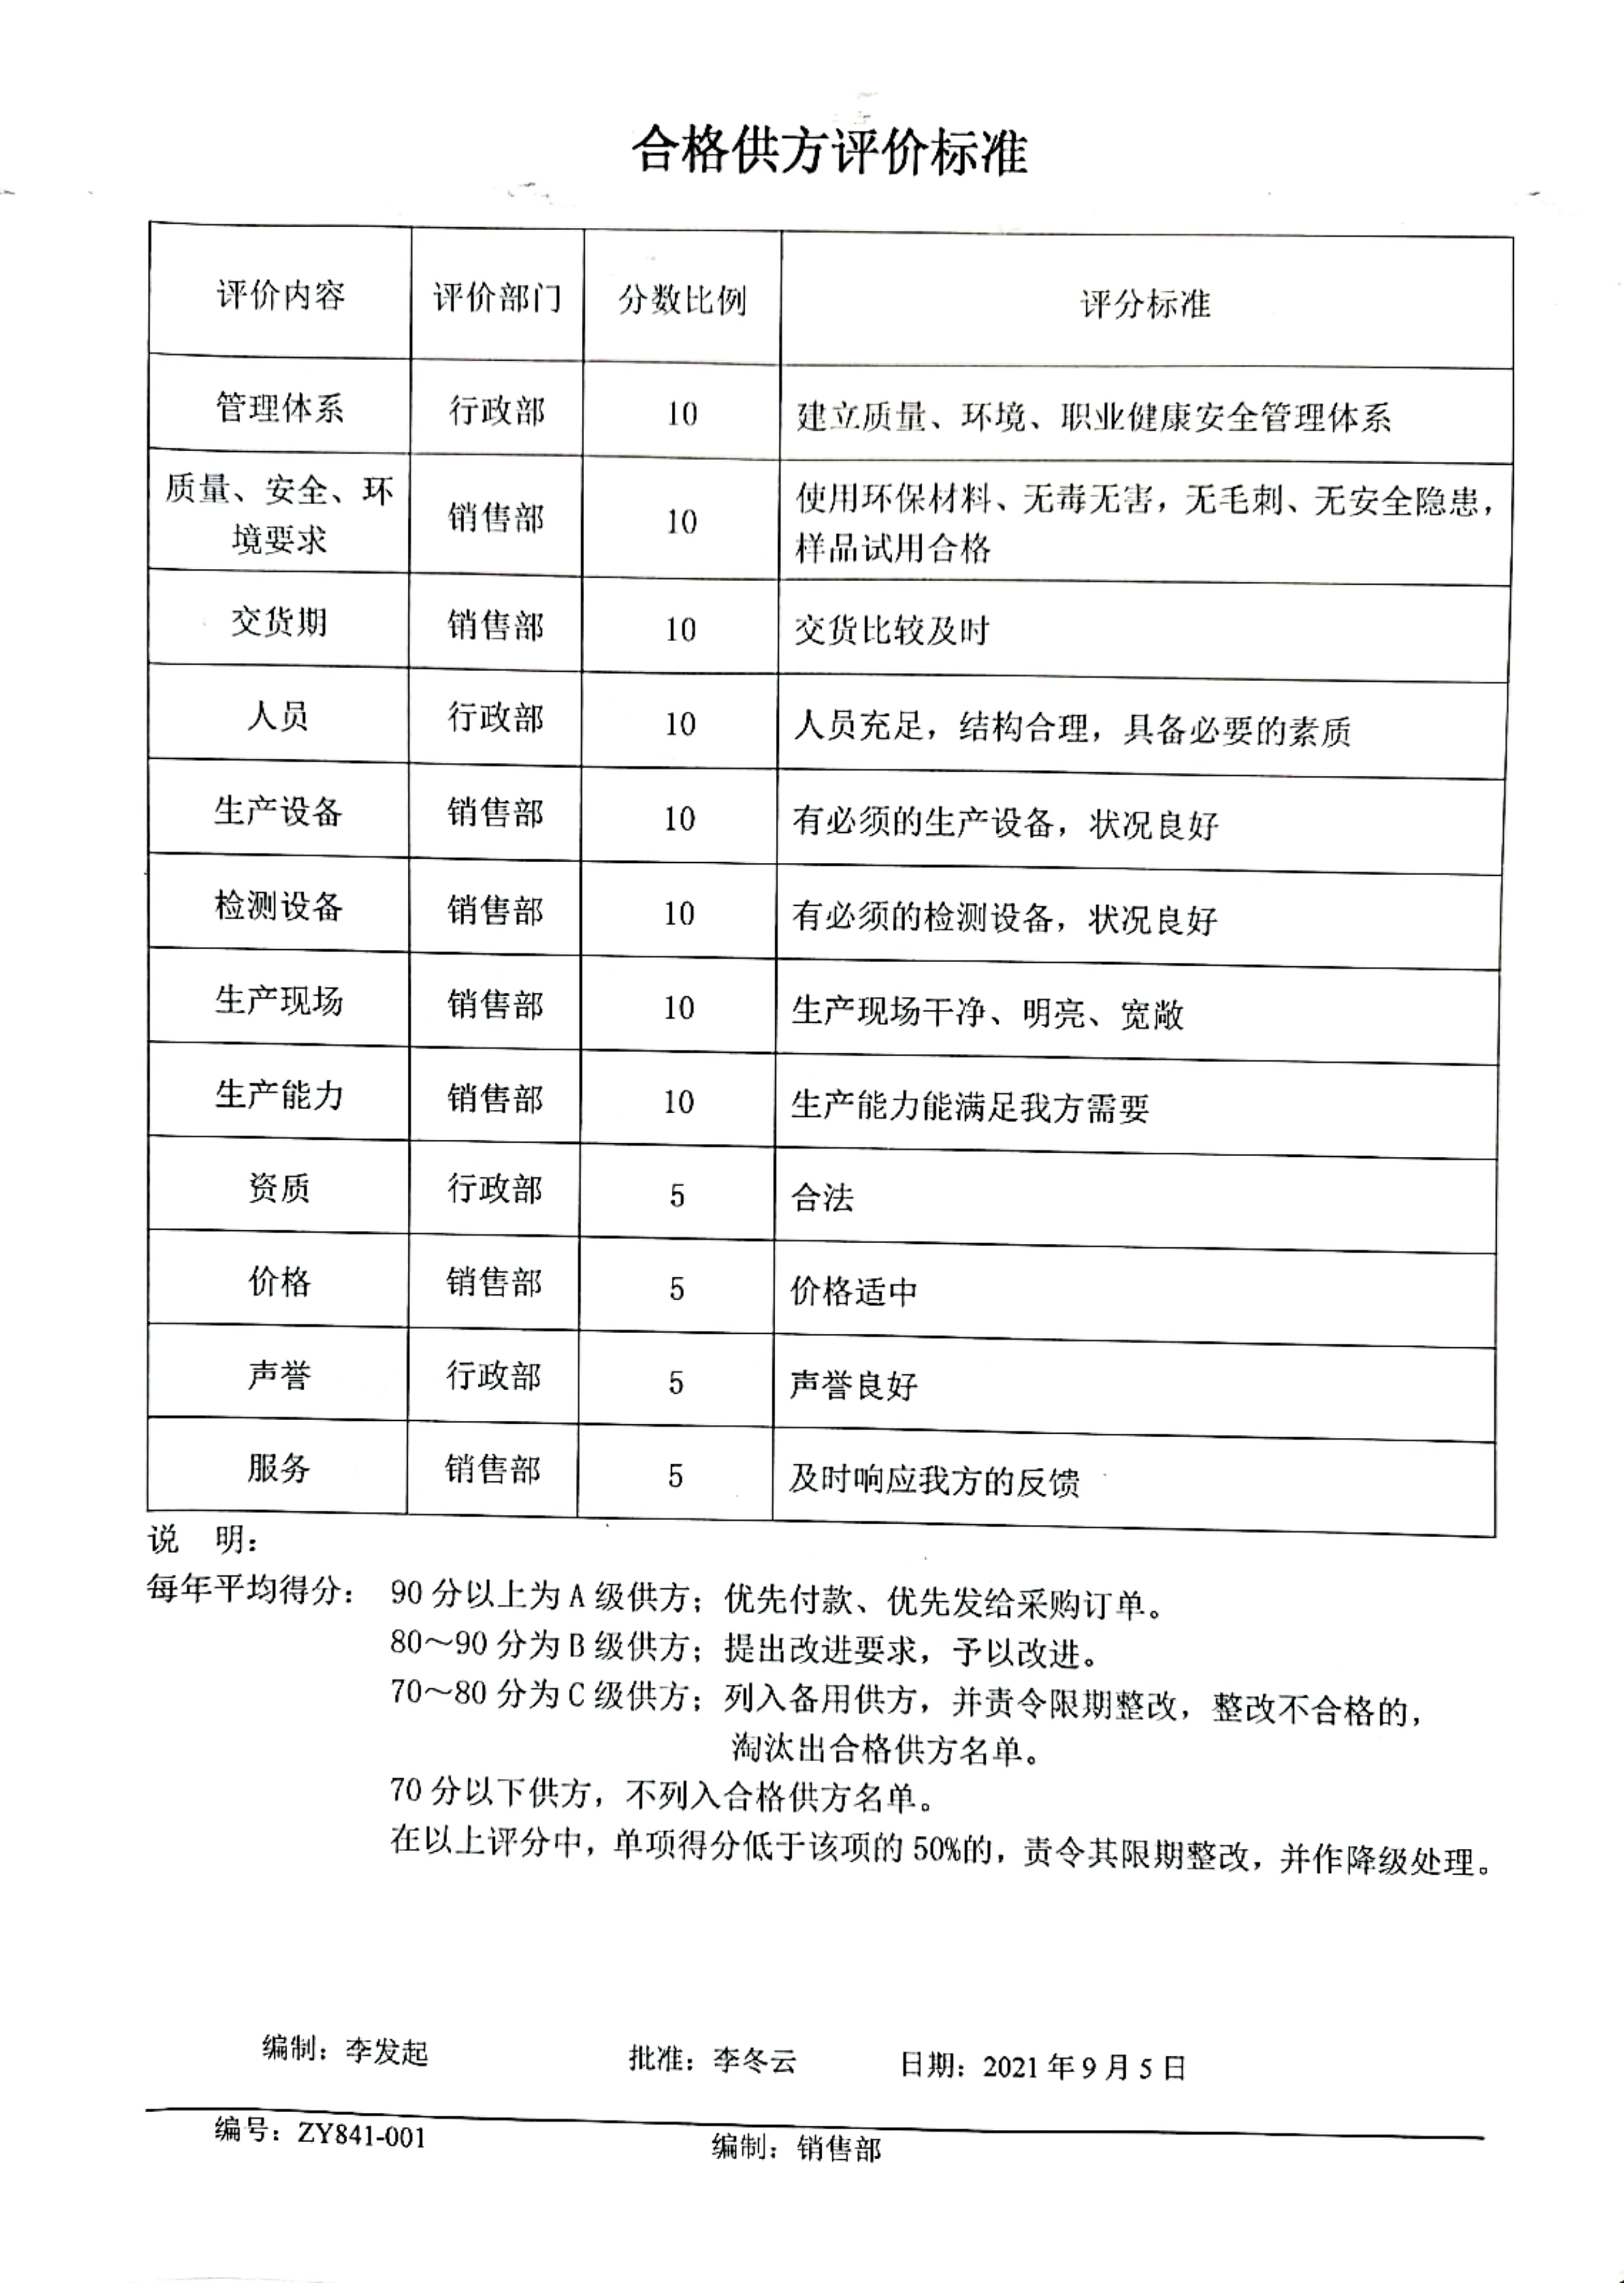 合格供方评价标准
评价内容 评价部门 分数比例 评分标准
管理体系 行政部 10 建立质量、环境、职业健康安全管理体系
质量、安全、环
境要求 销售部 10 使用环保材料、无毒无害，无毛刺、无安全隐患，
样品试用合格
交货期 销售部 10 交货比较及时
人员 行政部 10 人员充足，结构合理，具备必要的素质
生产设备 销售部 10 有必须的生产设备，状况良好
检测设备 销售部 10 有必须的检测设备，状况良好
生产现场 销售部 10 生产现场干净、明亮、宽敞
生产能力 销售部 10 生产能力能满足我方需要
资质 行政部 5 合法
价格 销售部 5 价格适中
声誉 行政部 5 声誉良好
服务 销售部 5 及时响应我方的反馈
说 明：
每年平均得分： 90 分以上为 A 级供方；优先付款、优先发给采购订单。
80～90 分为 B 级供方；提出改进要求，予以改进。
70～80 分为 C 级供方；列入备用供方，并责令限期整改，整改不合格的，
淘汰出合格供方名单。
70 分以下供方，不列入合格供方名单。
在以上评分中，单项得分低于该项的 50%的，责令其限期整改，并作降级处理。
编制：李发起 批准：李冬云 日期：2021 年 9 月 5 日
编号：ZY841-001 编制：销售部